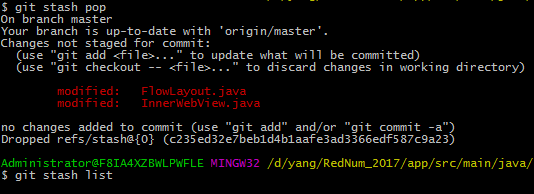 $ git stash pop
On branch master
Your branch is up-to-date with 'origin/master'.
Changes not staged for commit:
  (use "git add <file>..." to update what will be committed)
  (use "git checkout -- <file>..." to discard changes in working directory)
        modified:   FlowLayout.java
        modified:   InnerWebView.java
no changes added to commit (use "git add" and/or "git commit -a")
Dropped refs/stash@{0} (c235ed32e7beb1d4b1aafe3ad3366edf587c9a23)
Administrator@F8IA4XZBWLPWFLE MINGW32 /d/yang/RedNum_2017/app/src/main/java/
$ git stash list